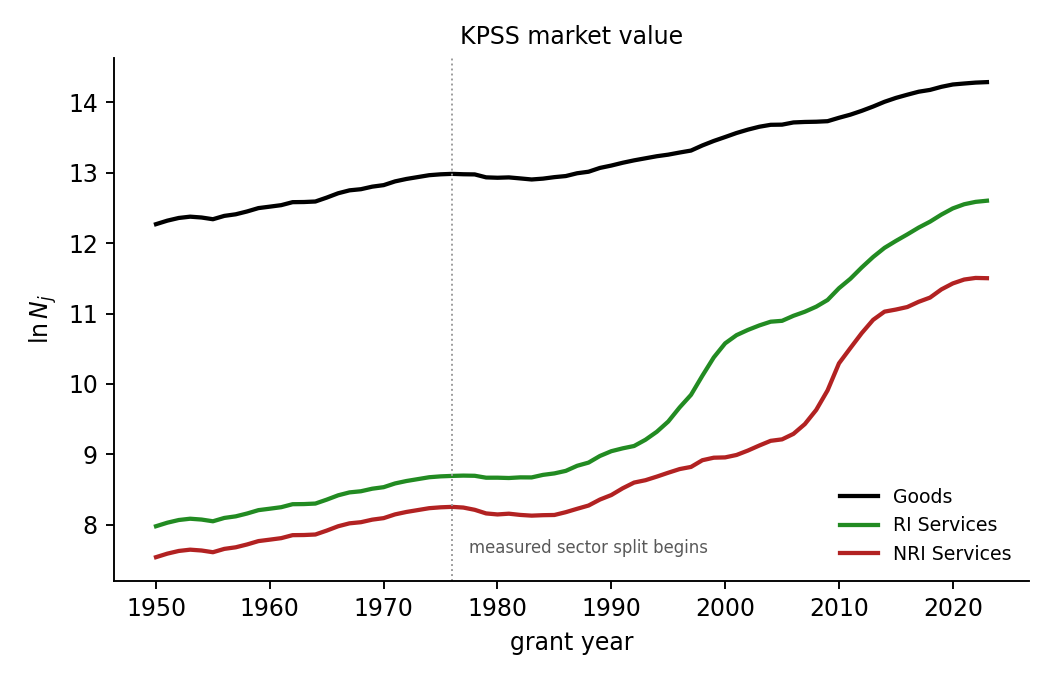 KPSS market value
ln N_j
14
13
12
11
10
9
8
measured sector split begins
Goods
RI Services
NRI Services
1950 1960 1970 1980 1990 2000 2010 2020
grant year